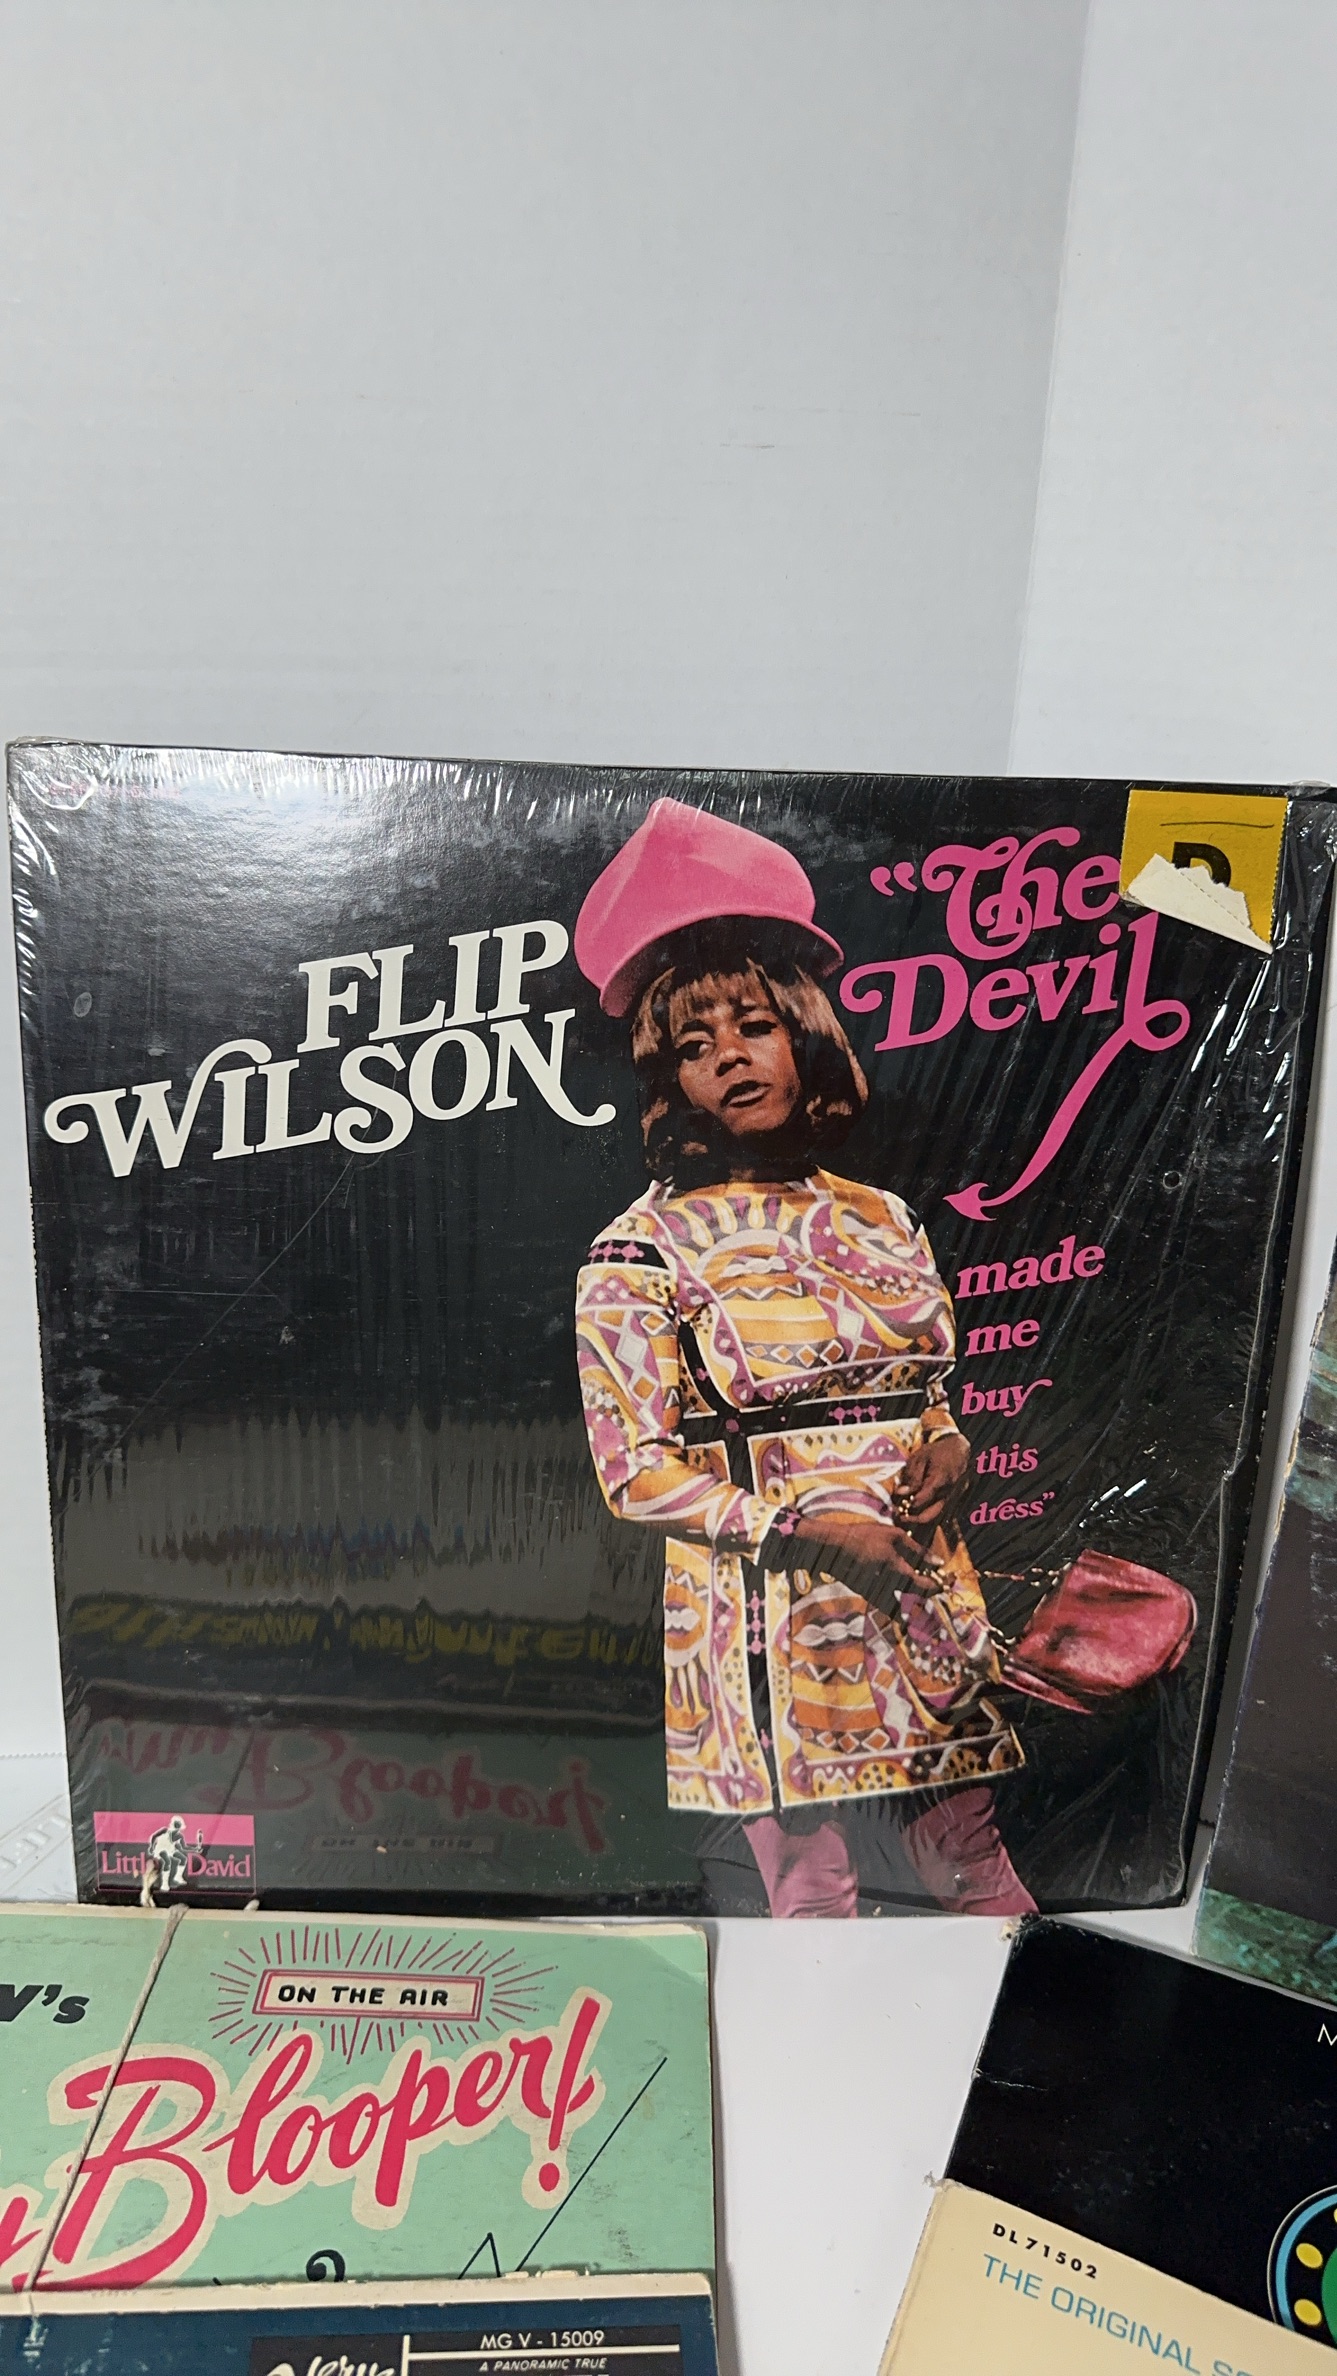 FLIP
WILSON
"The
Devil
made
me
buy
this
dress"
D
Little David
ON THE AIR
Blooper!
MG V - 15009
A PANORAMIC TRUE
DL 71502
THE ORIGINAL